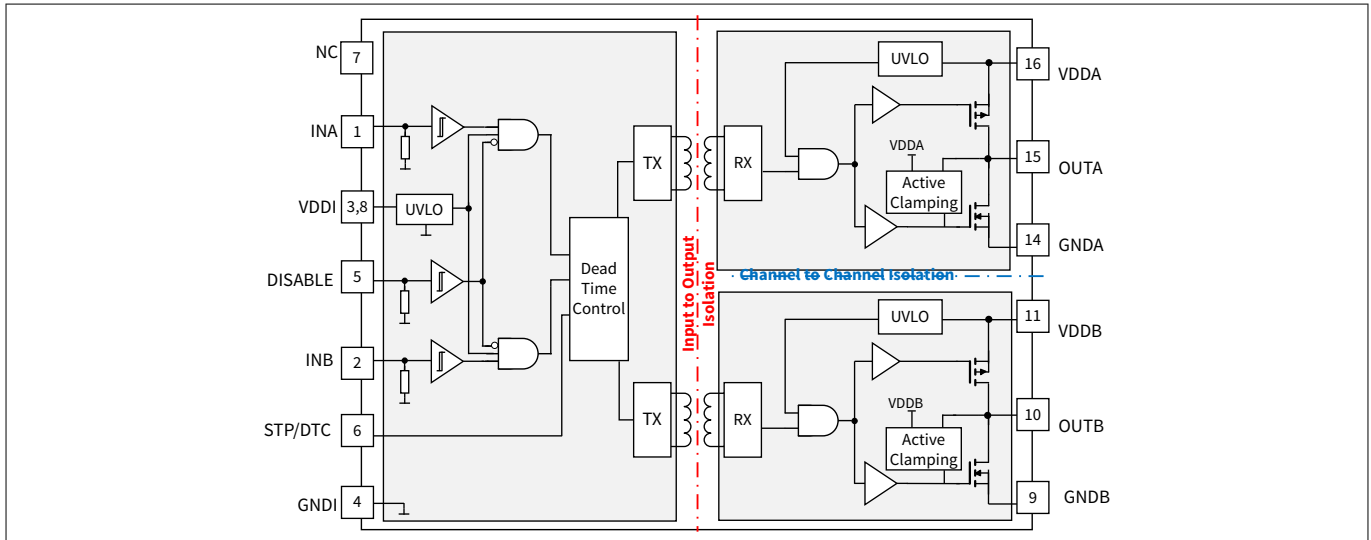 NC
7
INA
1
VDDI
3,8
UVLO
DISABLE
5
INB
2
STP/DTC
6
GNDI
4
Dead
Time
Control
TX
TX
Input to Output
Isolation
RX
UVLO
VDDA
Active
Clamping
16
VDDA
15
OUTA
14
GNDA
Channel to Channel Isolation
RX
UVLO
VDDB
Active
Clamping
11
VDDB
10
OUTB
9
GNDB